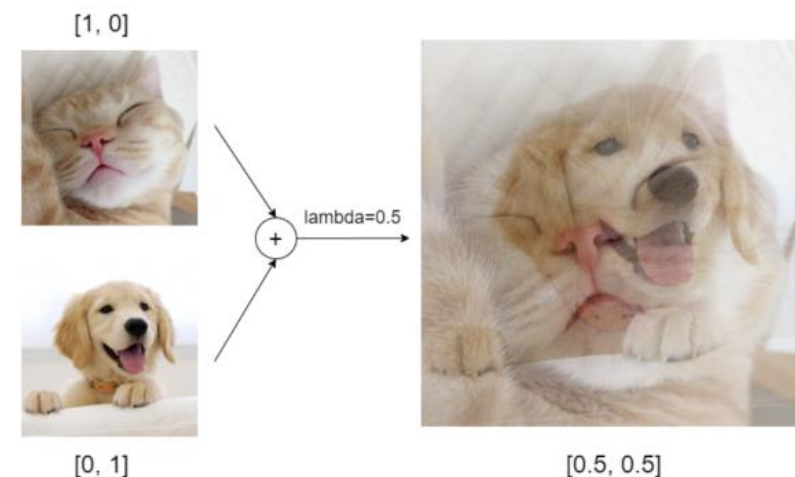 [1, 0]
+
lambda=0.5
[0, 1]
[0.5, 0.5]